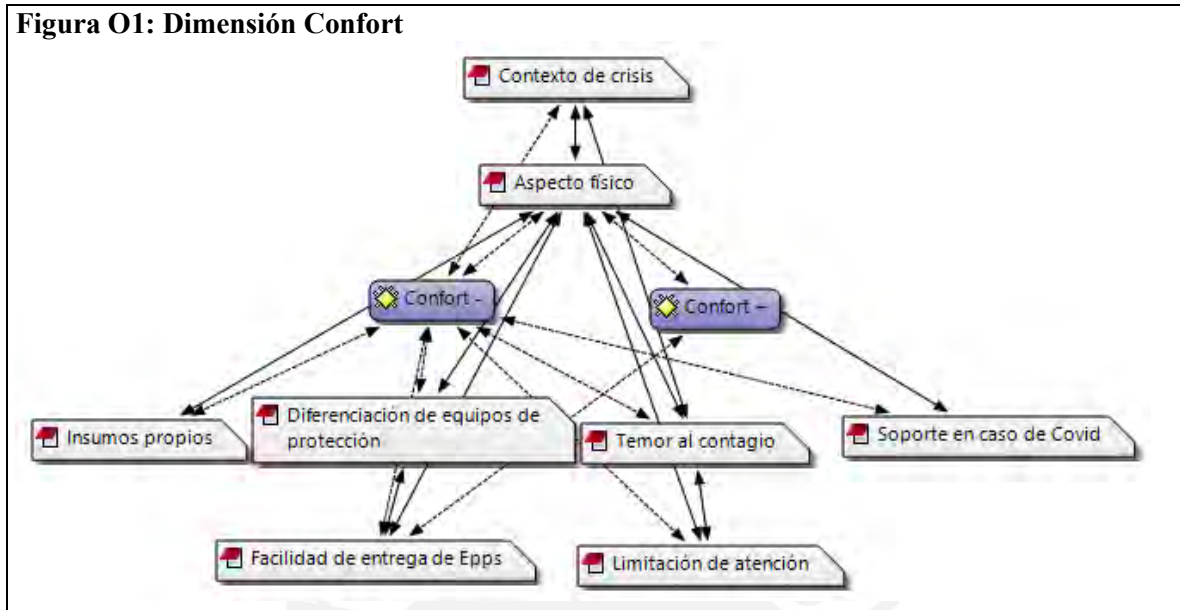 Figura O1: Dimensión Confort
Contexto de crisis
Aspecto físico
Confort -
Confort –
Insumos propios
Diferenciación de equipos de
protección
Temor al contagio
Soporte en caso de Covid
Facilidad de entrega de Epps
Limitación de atención